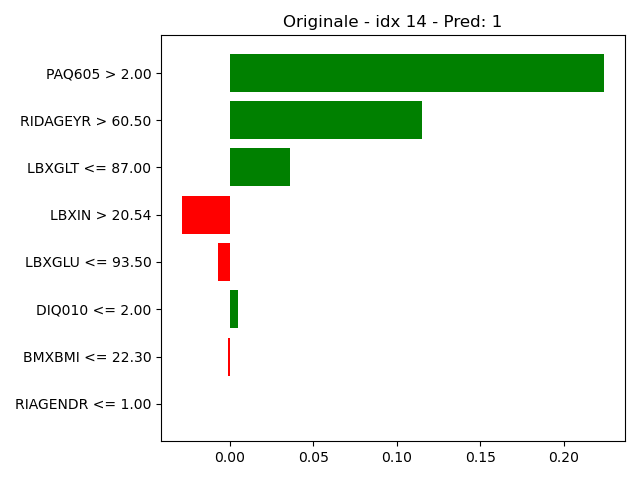 Originale - idx 14 - Pred: 1
PAQ605 > 2.00
RIDAGEYR > 60.50
LBXGLT <= 87.00
LBXIN > 20.54
LBXGLU <= 93.50
DIQ010 <= 2.00
BMXBMI <= 22.30
RIAGENDR <= 1.00
0.00 0.05 0.10 0.15 0.20